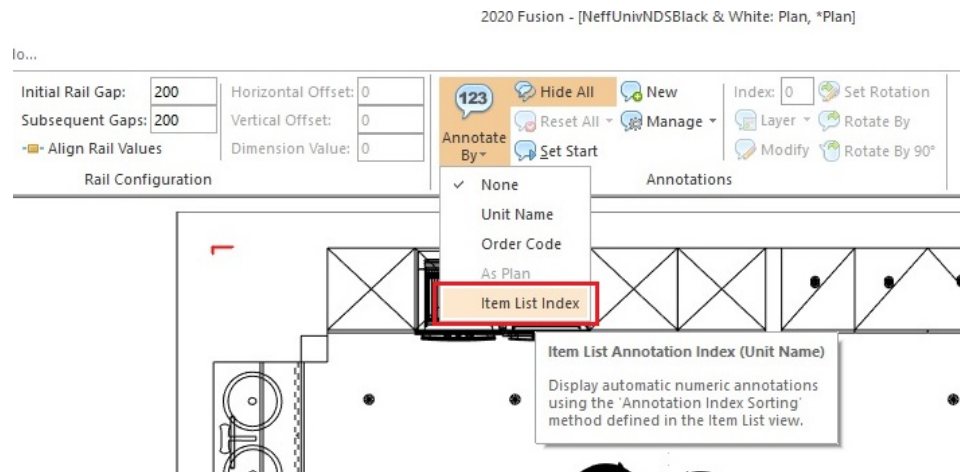 2020 Fusion - [NeffUnivNDSBlack & White: Plan, *Plan]
lo...
Initial Rail Gap: 200 Horizontal Offset: 0
Subsequent Gaps: 200 Vertical Offset: 0
Align Rail Values Dimension Value: 0
Rail Configuration
123
Annotate
By
Hide All New Index: 0 Set Rotation
Reset All Manage Layer Rotate By
Set Start Modify Rotate By 90°
Annotations
None
Unit Name
Order Code
As Plan
Item List Index
Item List Annotation Index (Unit Name)
Display automatic numeric annotations
using the 'Annotation Index Sorting'
method defined in the Item List view.